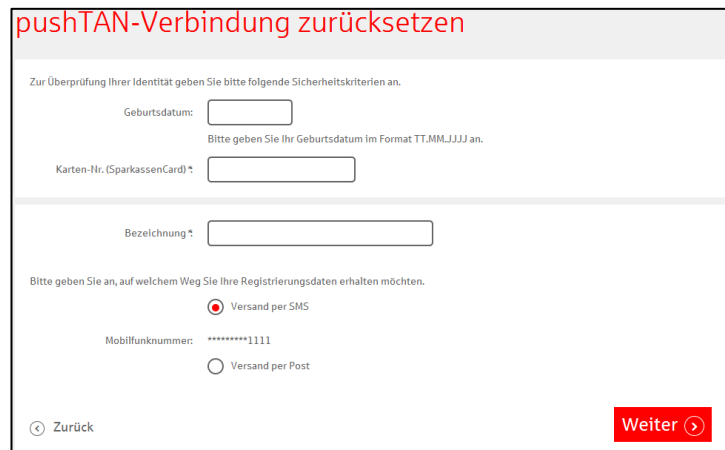 pushTAN-Verbindung zurücksetzen
Zur Überprüfung Ihrer Identität geben Sie bitte folgende Sicherheitskriterien an.
Geburtsdatum:
Bitte geben Sie Ihr Geburtsdatum im Format TT.MM.JJJJ an.
Karten-Nr. (SparkassenCard) *:
Bezeichnung *:
Bitte geben Sie an, auf welchem Weg Sie Ihre Registrierungsdaten erhalten möchten.
Versand per SMS
Mobilfunknummer: *********1111
Versand per Post
Zurück
Weiter